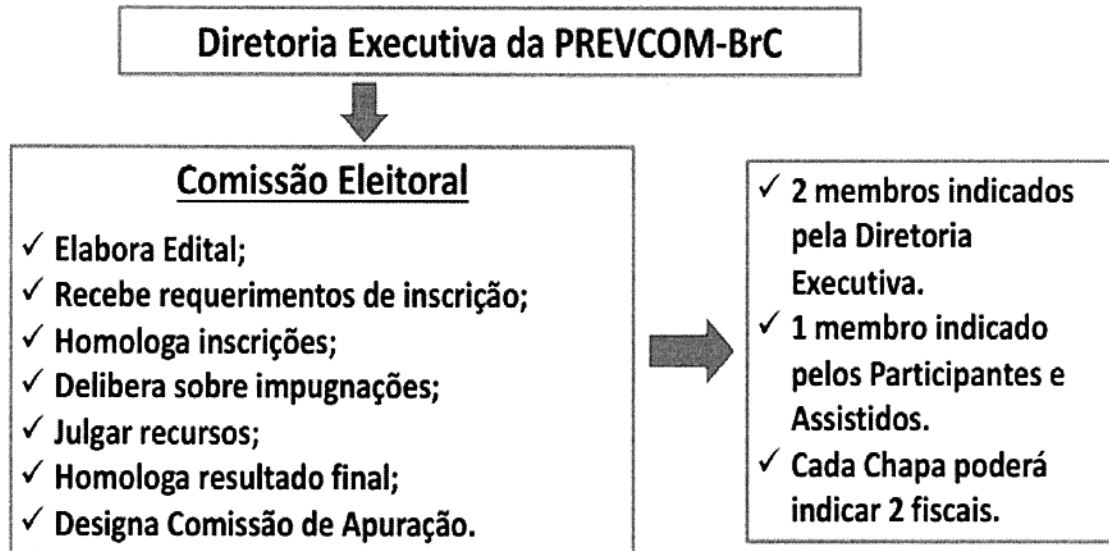 Diretoria Executiva da PREVCOM-BrC
Comissão Eleitoral
✓ Elabora Edital;
✓ Recebe requerimentos de inscrição;
✓ Homologa inscrições;
✓ Delibera sobre impugnações;
✓ Julgar recursos;
✓ Homologa resultado final;
✓ Designa Comissão de Apuração.
✓ 2 membros indicados
pela Diretoria
Executiva.
✓ 1 membro indicado
pelos Participantes e
Assistidos.
✓ Cada Chapa poderá
indicar 2 fiscais.